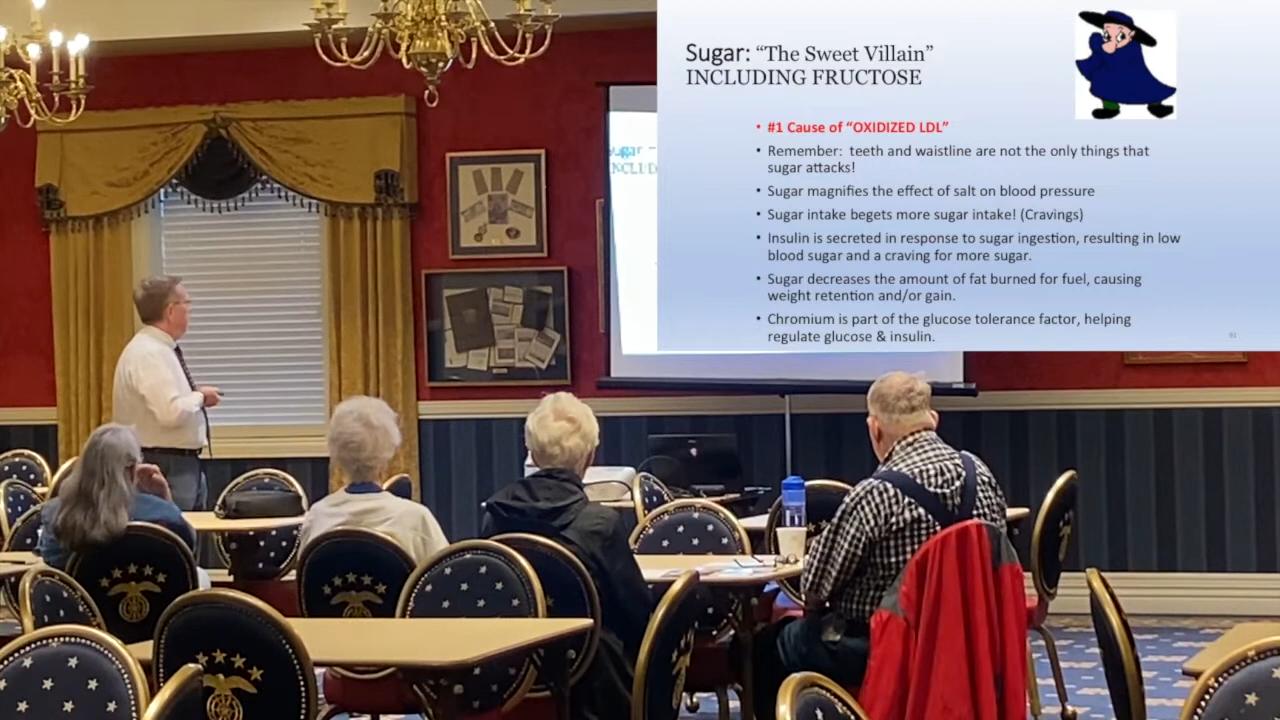 Sugar: “The Sweet Villain”
INCLUDING FRUCTOSE
• #1 Cause of “OXIDIZED LDL”
• Remember: teeth and waistline are not the only things that
sugar attacks!
• Sugar magnifies the effect of salt on blood pressure
• Sugar intake begets more sugar intake! (Cravings)
• Insulin is secreted in response to sugar ingestion, resulting in low
blood sugar and a craving for more sugar.
• Sugar decreases the amount of fat burned for fuel, causing
weight retention and/or gain.
• Chromium is part of the glucose tolerance factor, helping
regulate glucose & insulin.
Sugar –
INCLUD